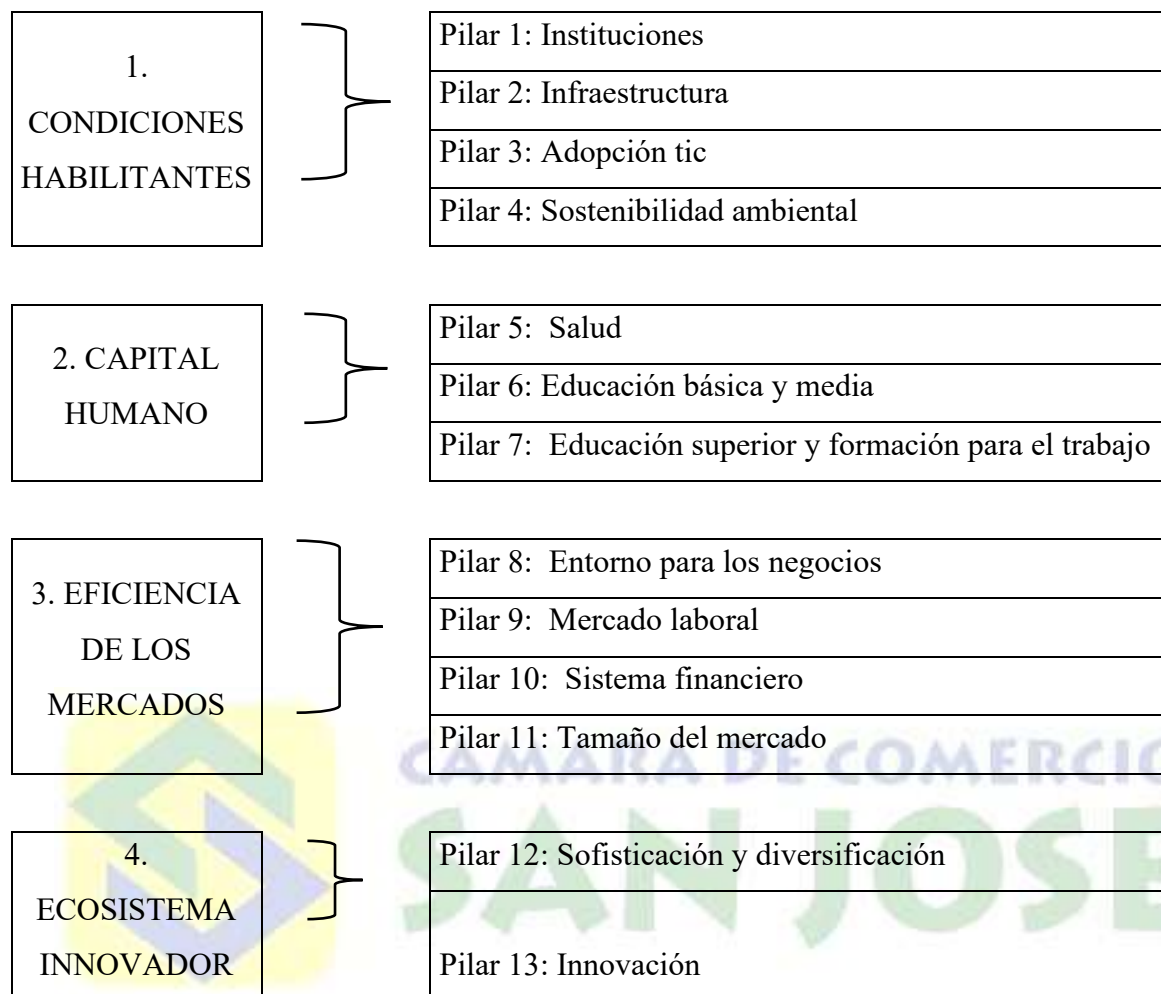 1.
CONDICIONES
HABILITANTES
Pilar 1: Instituciones
Pilar 2: Infraestructura
Pilar 3: Adopción tic
Pilar 4: Sostenibilidad ambiental
2. CAPITAL
HUMANO
Pilar 5: Salud
Pilar 6: Educación básica y media
Pilar 7: Educación superior y formación para el trabajo
3. EFICIENCIA
DE LOS
MERCADOS
Pilar 8: Entorno para los negocios
Pilar 9: Mercado laboral
Pilar 10: Sistema financiero
Pilar 11: Tamaño del mercado
CAMARA DE COMERCIO
SAN JOSE
4.
ECOSISTEMA
INNOVADOR
Pilar 12: Sofisticación y diversificación
Pilar 13: Innovación